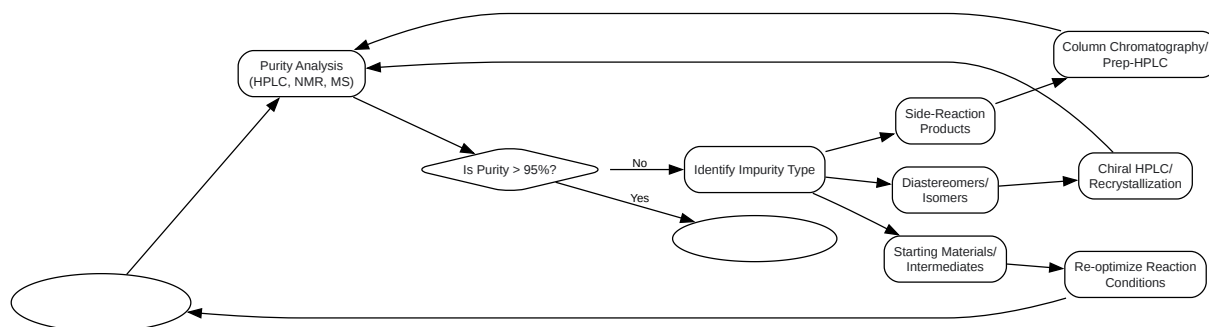 Purity Analysis
(HPLC, NMR, MS)
Is Purity > 95%?
No
Yes
Identify Impurity Type
Side-Reaction
Products
Diastereomers/
Isomers
Starting Materials/
Intermediates
Column Chromatography/
Prep-HPLC
Chiral HPLC/
Recrystallization
Re-optimize Reaction
Conditions